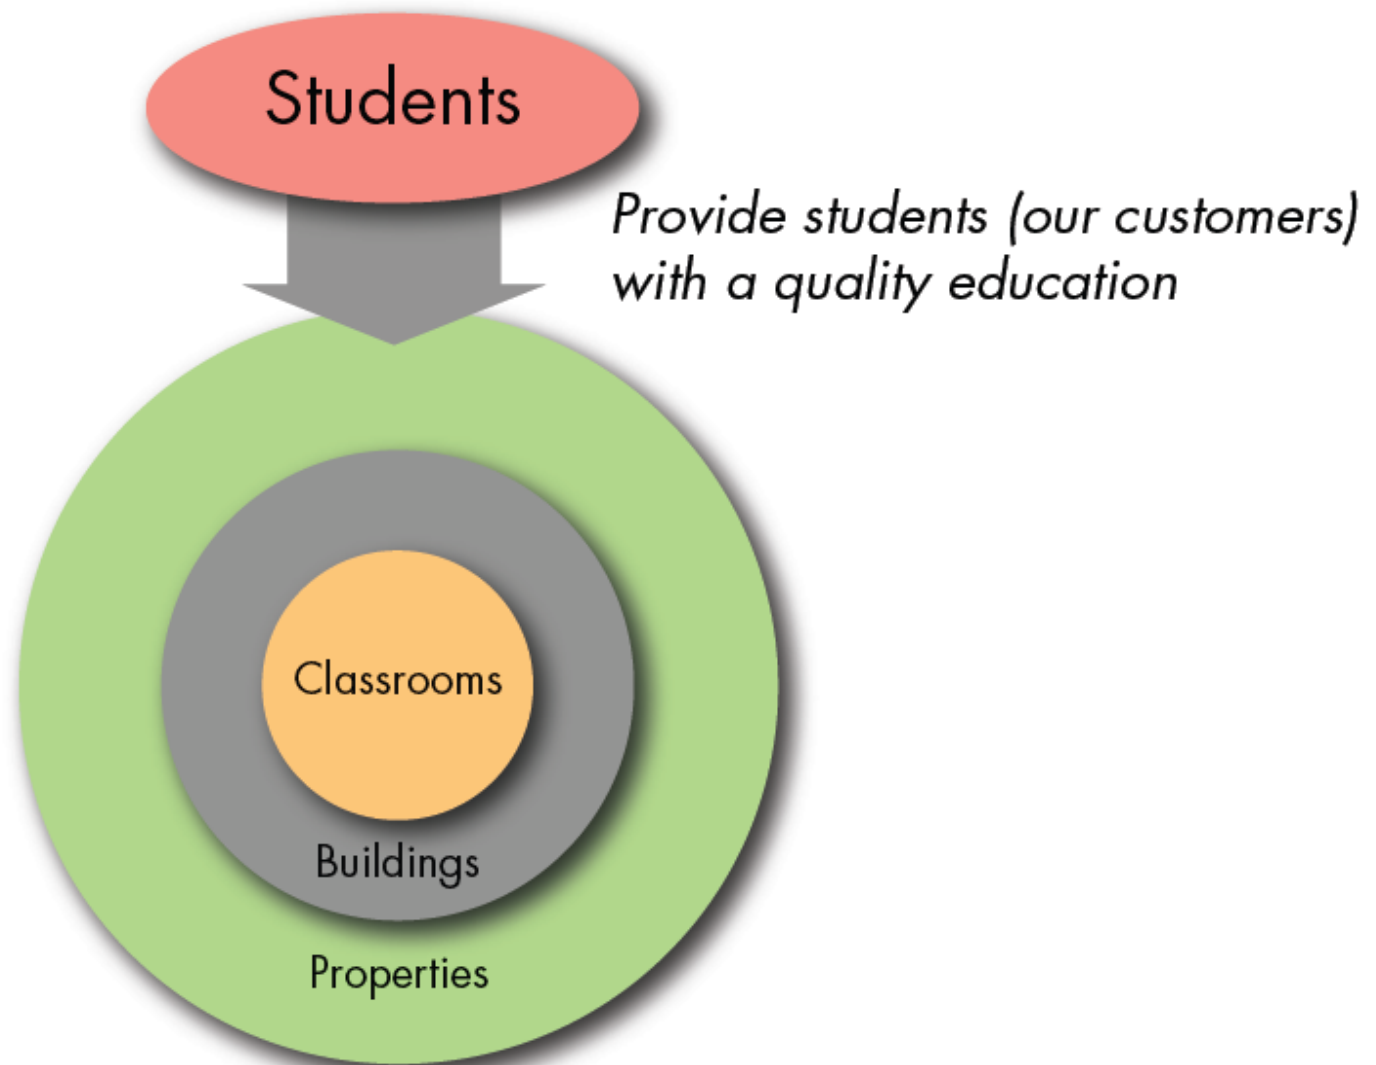 Students
Provide students (our customers)
with a quality education
Classrooms
Buildings
Properties